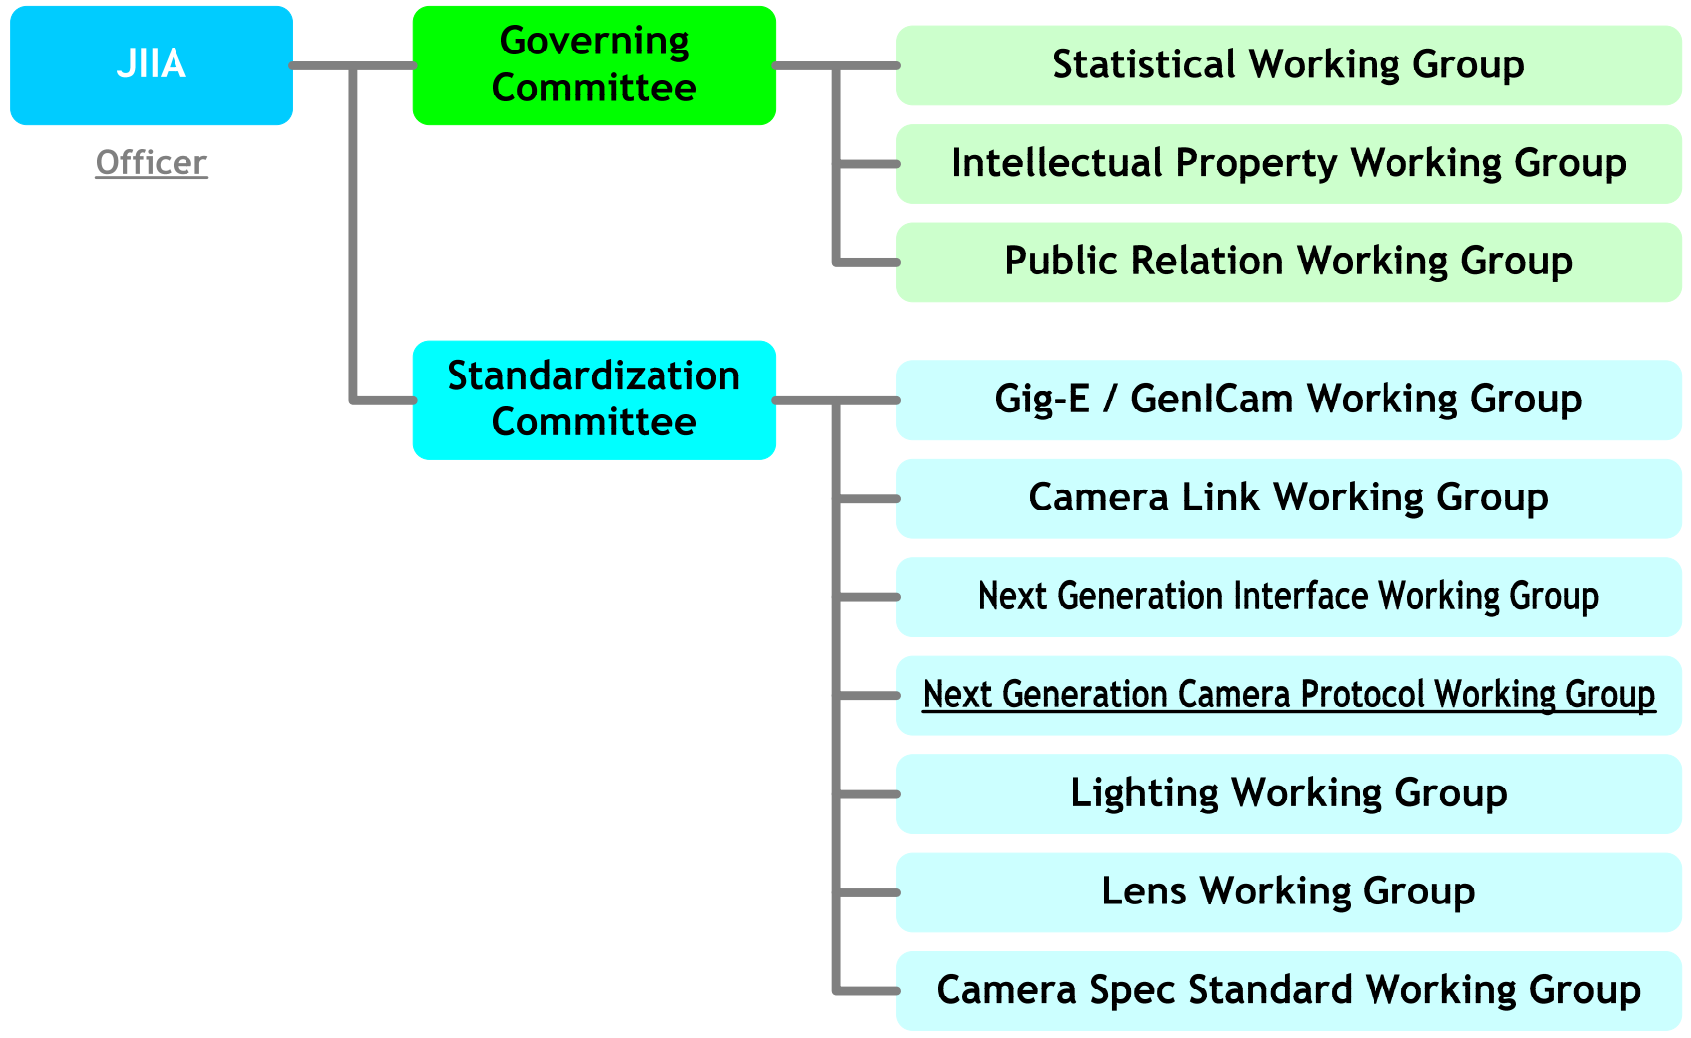 JIIA
Officer
Governing
Committee
Statistical Working Group
Intellectual Property Working Group
Public Relation Working Group
Standardization
Committee
Gig-E / GenICam Working Group
Camera Link Working Group
Next Generation Interface Working Group
Next Generation Camera Protocol Working Group
Lighting Working Group
Lens Working Group
Camera Spec Standard Working Group